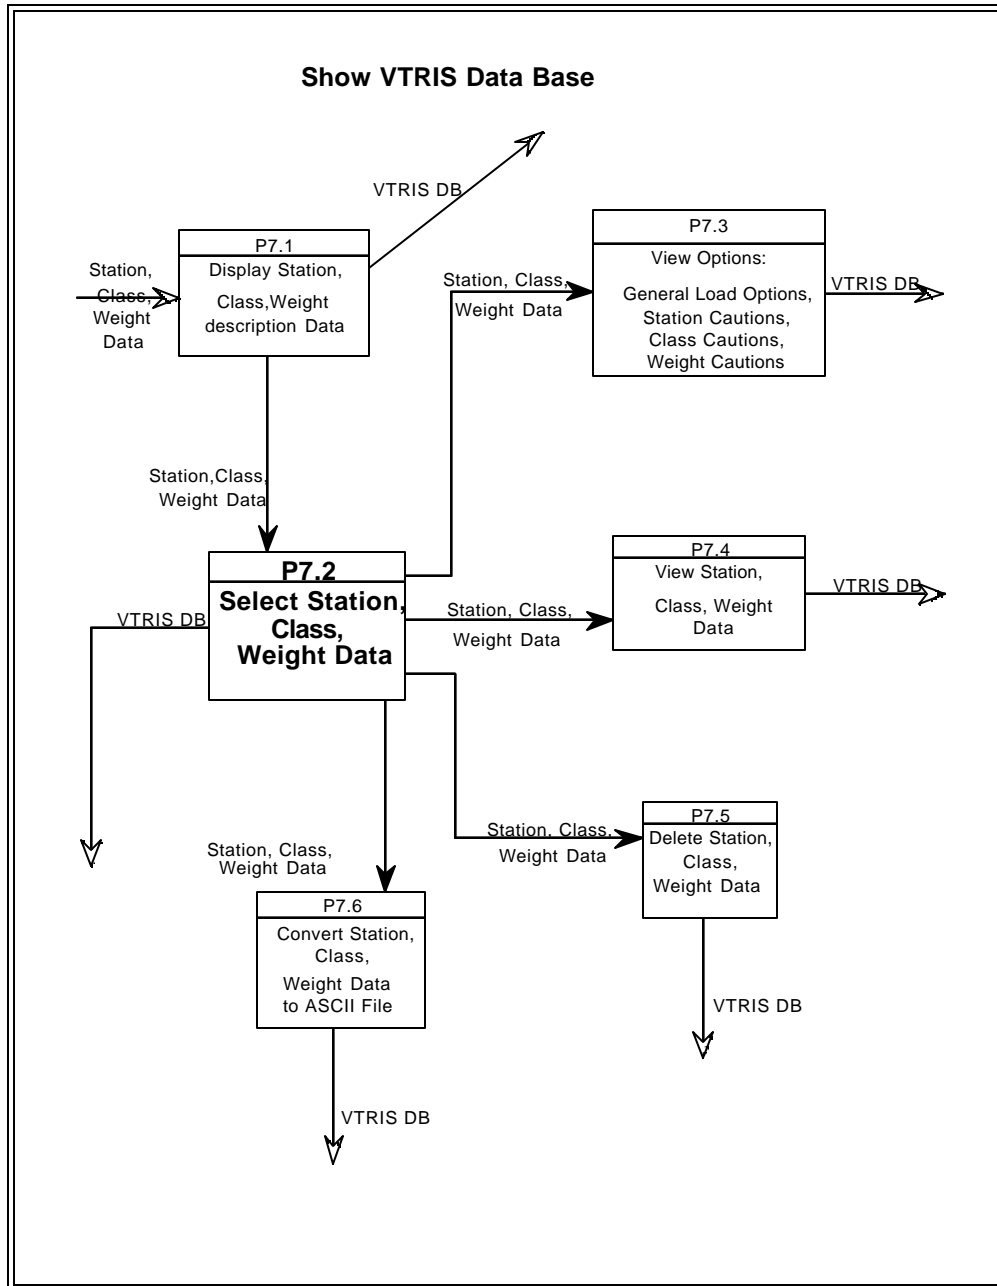 Show VTRIS Data Base
VTRIS DB
P7.1
Display Station,
Class,Weight
description Data
Station,
Class,
Weight
Data
P7.3
View Options:
General Load Options,
Station Cautions,
Class Cautions,
Weight Cautions
Station, Class,
Weight Data
VTRIS DB
Station,Class,
Weight Data
P7.2
Select Station,
Class,
Weight Data
VTRIS DB
Station, Class,
Weight Data
P7.4
View Station,
Class, Weight
Data
VTRIS DB
Station, Class,
Weight Data
P7.5
Delete Station,
Class,
Weight Data
VTRIS DB
Station, Class,
Weight Data
P7.6
Convert Station,
Class,
Weight Data
to ASCII File
VTRIS DB